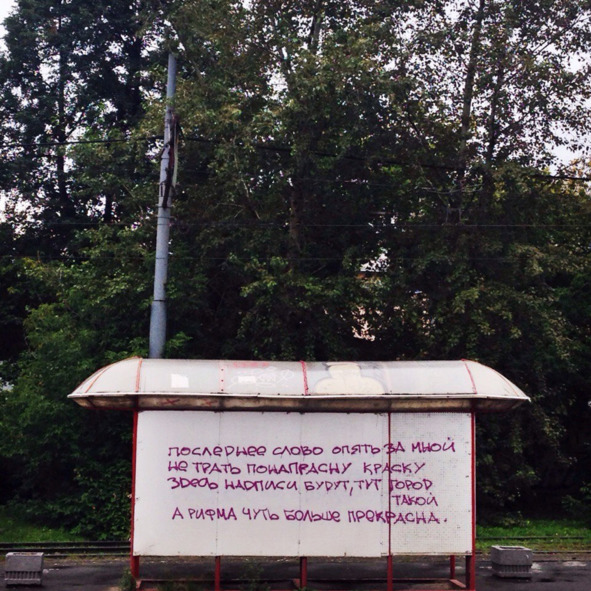 ПОСЛЕДНЕЕ СЛОВО ОПЯТЬ ЗА МНОЙ
НЕ ТРАТЬ ПОНАПРАСНУ КРАСКУ
ЗДЕСЬ НАДПИСИ БУДУТ, ТУТ ГОРОД
ТАКОЙ
А РИФМА ЧУТЬ БОЛЬШЕ ПРЕКРАСНА.